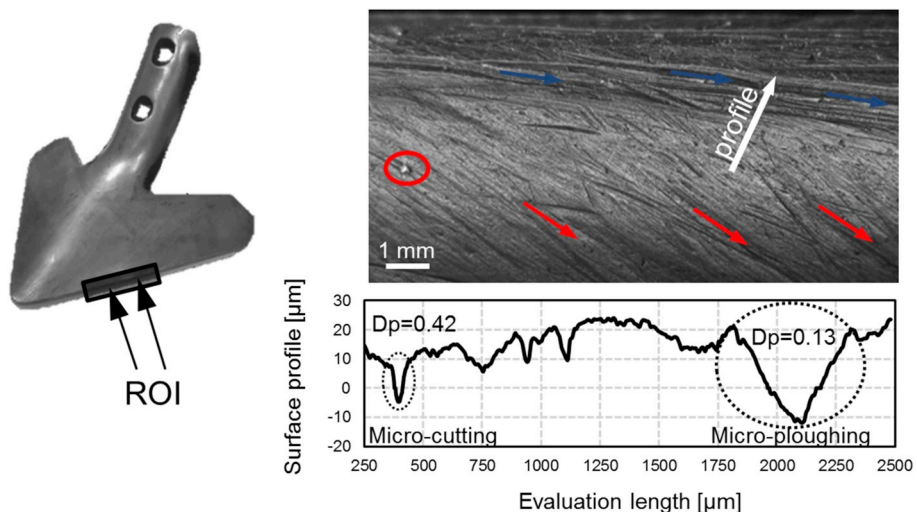 ROI
profile
1 mm
Surface profile [µm]
30
20
10
0
-10
-20
Dp=0.42
Dp=0.13
Micro-cutting
Micro-ploughing
250 500 750 1000 1250 1500 1750 2000 2250 2500
Evaluation length [µm]